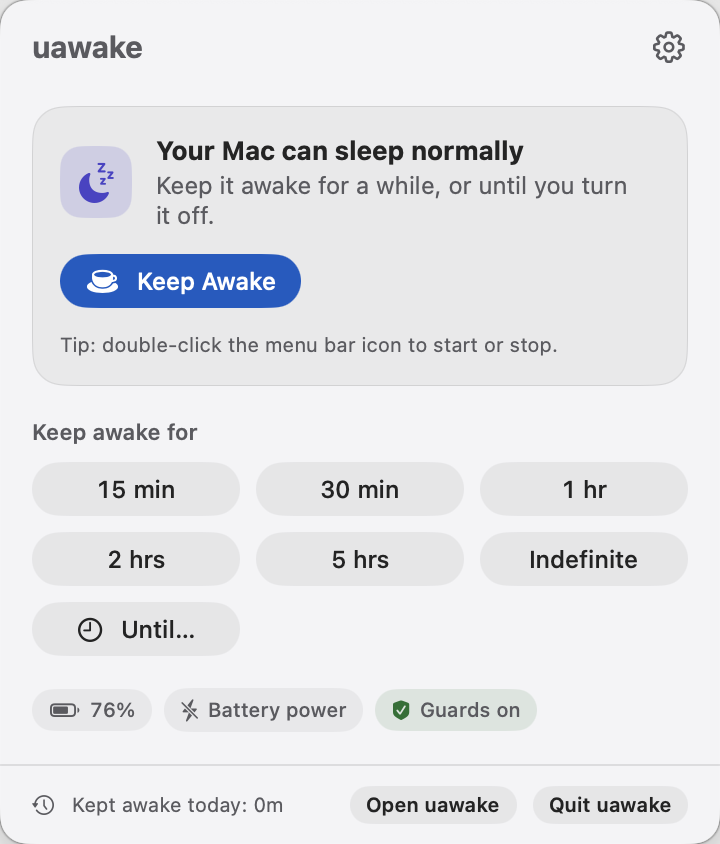 uawake
Your Mac can sleep normally
Keep it awake for a while, or until you turn
it off.
Keep Awake
Tip: double-click the menu bar icon to start or stop.
Keep awake for
15 min
30 min
1 hr
2 hrs
5 hrs
Indefinite
Until...
76%
Battery power
Guards on
Kept awake today: 0m
Open uawake
Quit uawake